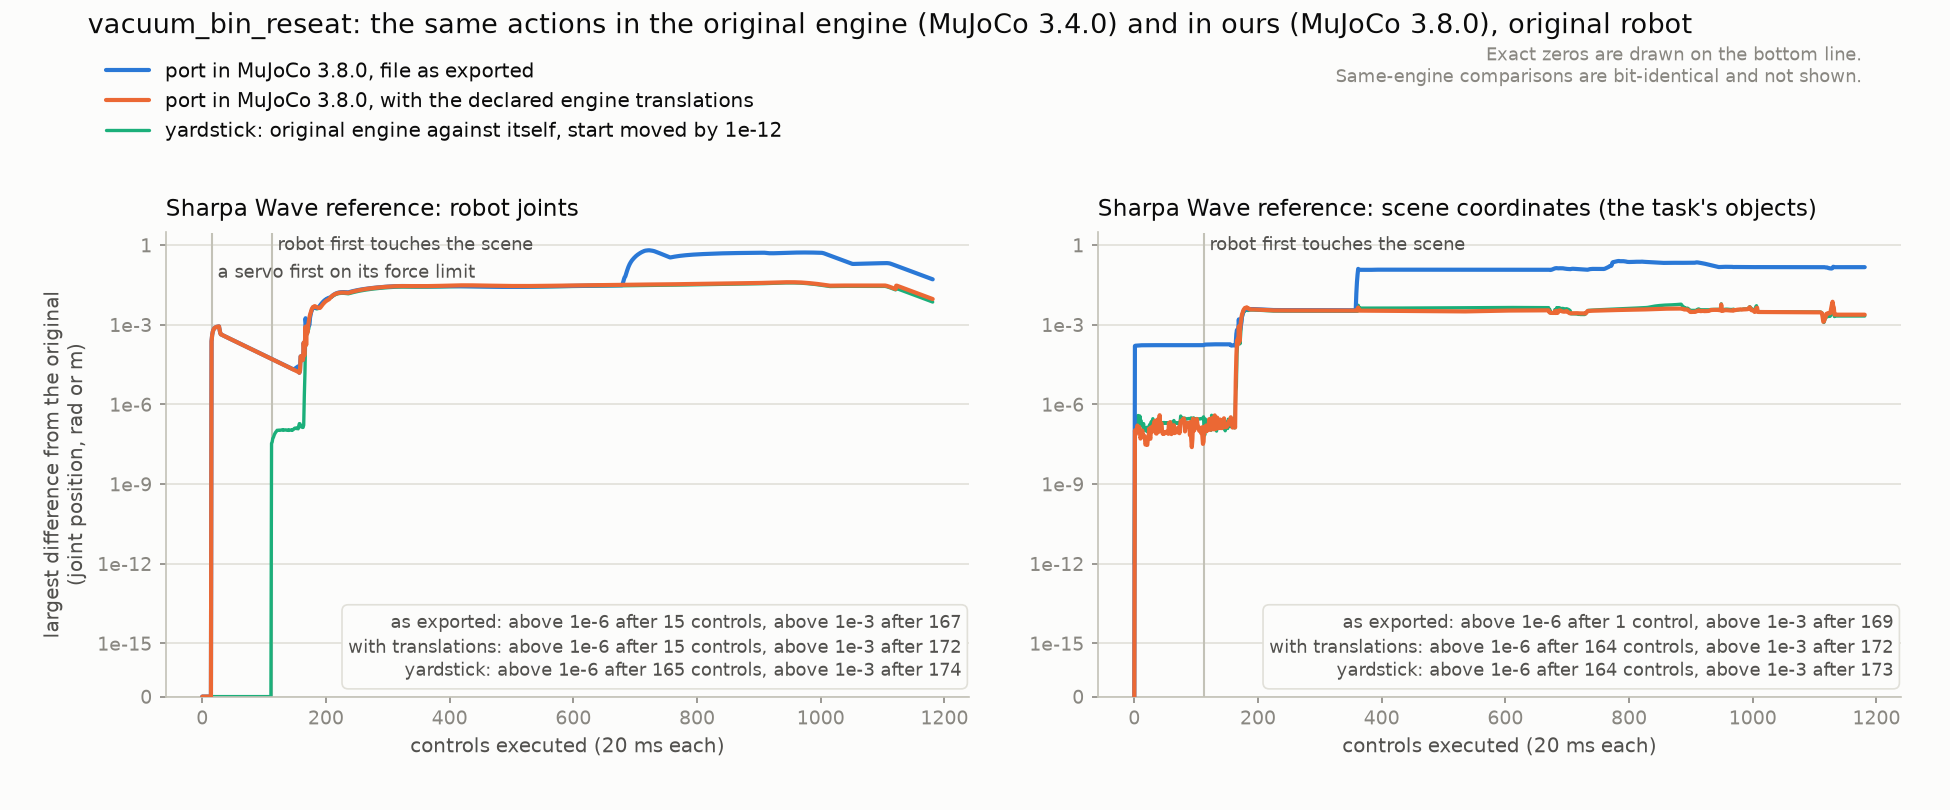 vacuum_bin_reseat: the same actions in the original engine (MuJoCo 3.4.0) and in ours (MuJoCo 3.8.0), original robot
Exact zeros are drawn on the bottom line.
Same-engine comparisons are bit-identical and not shown.
port in MuJoCo 3.8.0, file as exported
port in MuJoCo 3.8.0, with the declared engine translations
yardstick: original engine against itself, start moved by 1e-12
Sharpa Wave reference: robot joints
largest difference from the original
(joint position, rad or m)
1
1e-3
1e-6
1e-9
1e-12
1e-15
0
robot first touches the scene
a servo first on its force limit
as exported: above 1e-6 after 15 controls, above 1e-3 after 167
with translations: above 1e-6 after 15 controls, above 1e-3 after 172
yardstick: above 1e-6 after 165 controls, above 1e-3 after 174
0 200 400 600 800 1000 1200
controls executed (20 ms each)
Sharpa Wave reference: scene coordinates (the task's objects)
1
1e-3
1e-6
1e-9
1e-12
1e-15
0
robot first touches the scene
as exported: above 1e-6 after 1 control, above 1e-3 after 169
with translations: above 1e-6 after 164 controls, above 1e-3 after 172
yardstick: above 1e-6 after 164 controls, above 1e-3 after 173
0 200 400 600 800 1000 1200
controls executed (20 ms each)